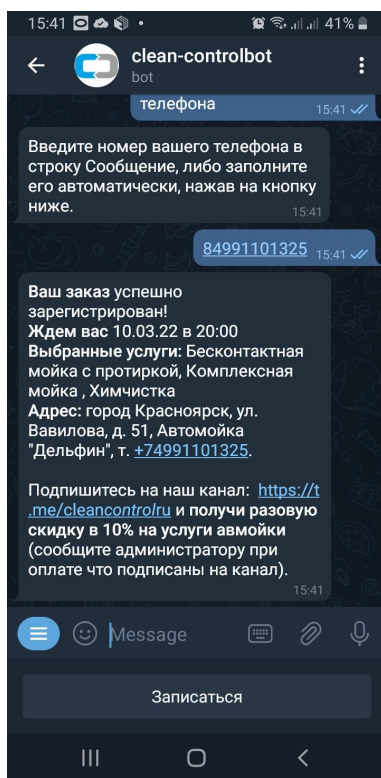 15:41
41%
clean-controlbot
bot
телефона
15:41
Введите номер вашего телефона в
строку Сообщение, либо заполните
его автоматически, нажав на кнопку
ниже.
15:41
84991101325
15:41
Ваш заказ успешно
зарегистрирован!
Ждем вас 10.03.22 в 20:00
Выбранные услуги: Бесконтактная
мойка с протиркой, Комплексная
мойка , Химчистка
Адрес: город Красноярск, ул.
Вавилова, д. 51, Автомойка
"Дельфин", т. +74991101325.
Подпишитесь на наш канал: https://t
.me/cleancontrolru и получи разовую
скидку в 10% на услуги авмойки
(сообщите администратору при
оплате что подписаны на канал).
15:41
Message
Записаться